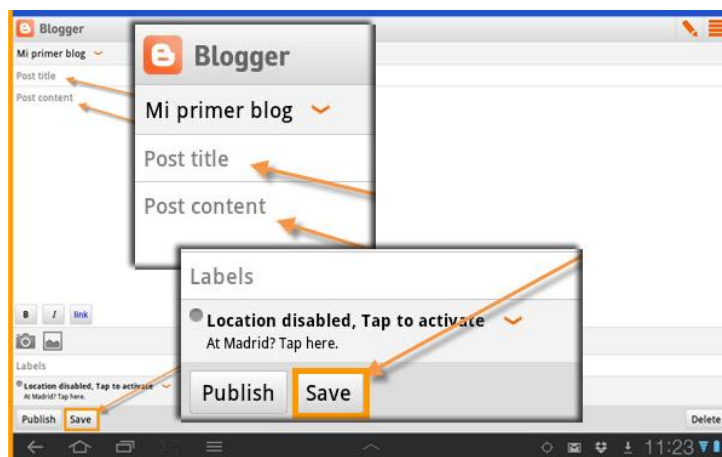 Blogger
Mi primer blog
Post title
Post content
Blogger
Mi primer blog
Post title
Post content
Labels
Location disabled, Tap to activate
At Madrid? Tap here.
Publish Save
B I link
Labels
Location disabled, Tap to activate
At Madrid? Tap here.
Publish Save Delete
11:23